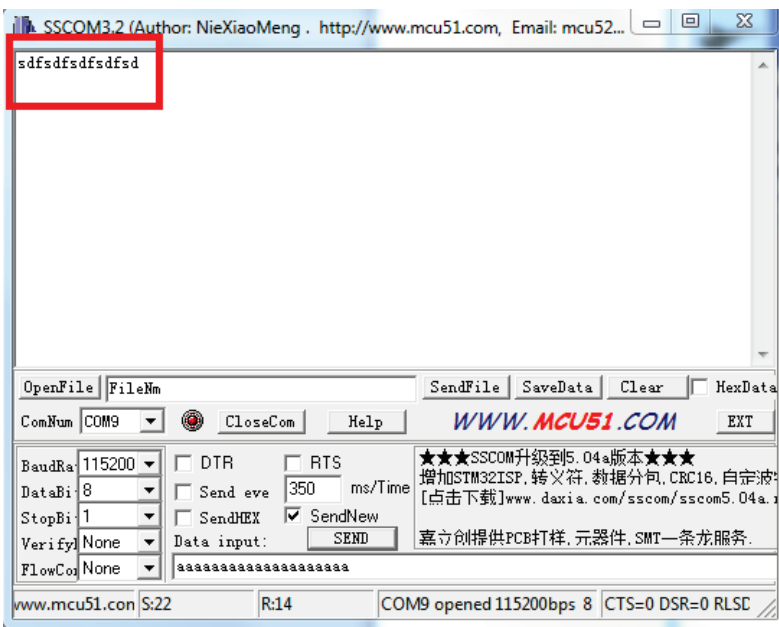 SSCOM3.2 (Author: NieXiaoMeng . http://www.mcu51.com, Email: mcu52...
sdfsdfsdfsdfsd
OpenFile FileNm SendFile SaveData Clear HexData
ComNum COM9 CloseCom Help WWW.MCU51.COM EXT
BaudRa 115200 DTR RTS
DataBi 8 Send eve 350 ms/Time
StopBi 1 SendHEX SendNew
Verify None Data input: SEND
FlowCo None aaaaaaaaaaaaaaaaaaaaa
★★★SSCOM升级到5.04a版本★★★
增加STM32ISP,转义符,数据分包,CRC16,自定波
[点击下载]www.daxia.com/sscom/sscom5.04a.
嘉立创提供PCB打样,元器件,SMT一条龙服务.
www.mcu51.con S:22 R:14 COM9 opened 115200bps 8 CTS=0 DSR=0 RLSD